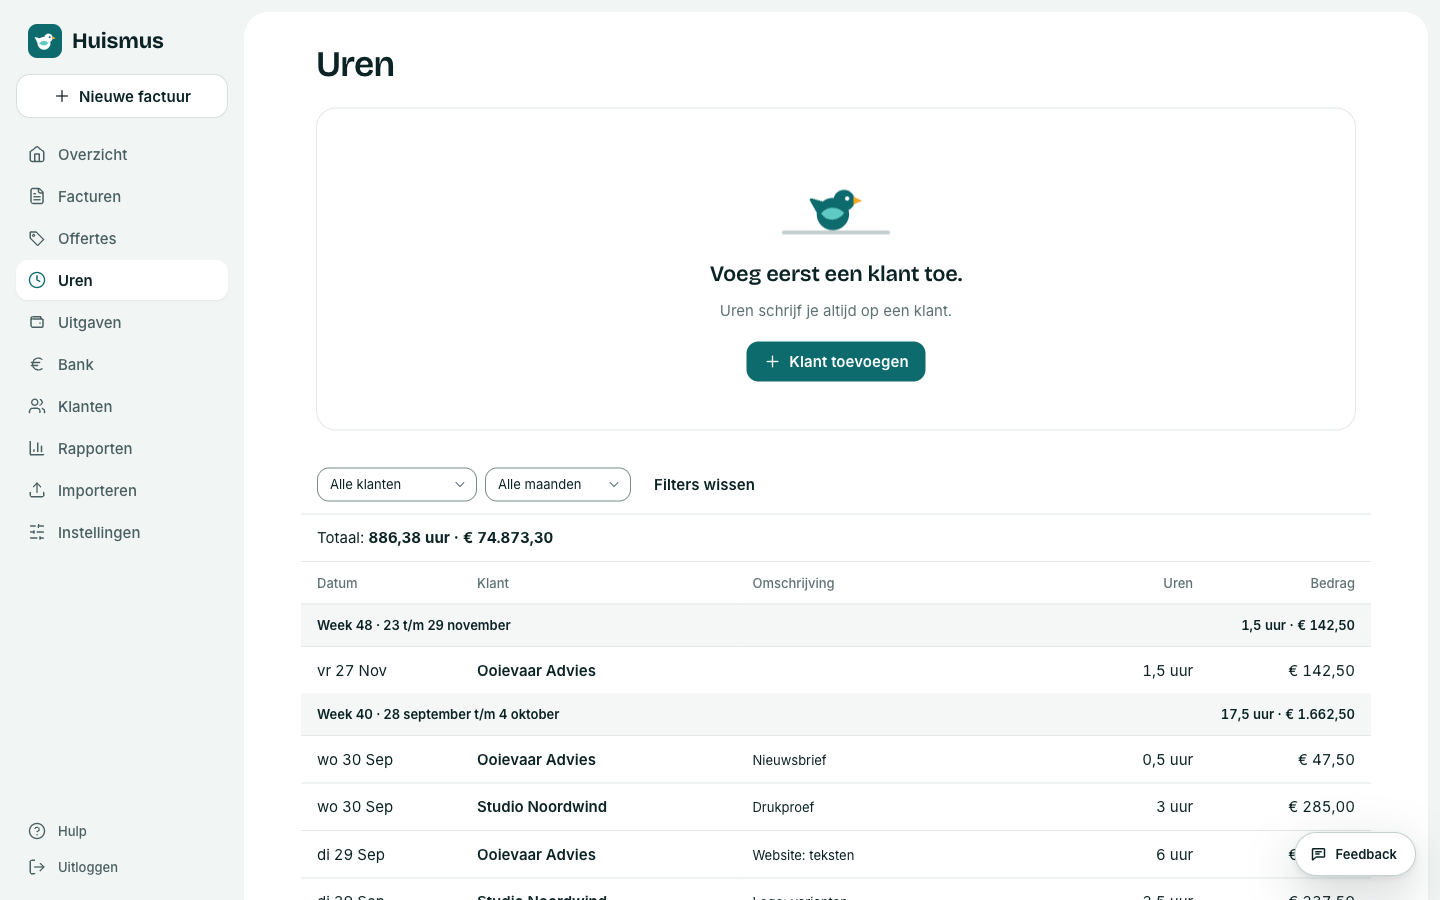 Huismus
Nieuwe factuur
Overzicht
Facturen
Offertes
Uren
Uitgaven
Bank
Klanten
Rapporten
Importeren
Instellingen
Hulp
Uitloggen
Uren
Voeg eerst een klant toe.
Uren schrijf je altijd op een klant.
Klant toevoegen
Alle klanten Alle maanden Filters wissen
Totaal: 886,38 uur · € 74.873,30
Datum Klant Omschrijving Uren Bedrag
Week 48 · 23 t/m 29 november 1,5 uur · € 142,50
vr 27 Nov Ooievaar Advies 1,5 uur € 142,50
Week 40 · 28 september t/m 4 oktober 17,5 uur · € 1.662,50
wo 30 Sep Ooievaar Advies Nieuwsbrief 0,5 uur € 47,50
wo 30 Sep Studio Noordwind Drukproef 3 uur € 285,00
di 29 Sep Ooievaar Advies Website: teksten 6 uur €
Feedback